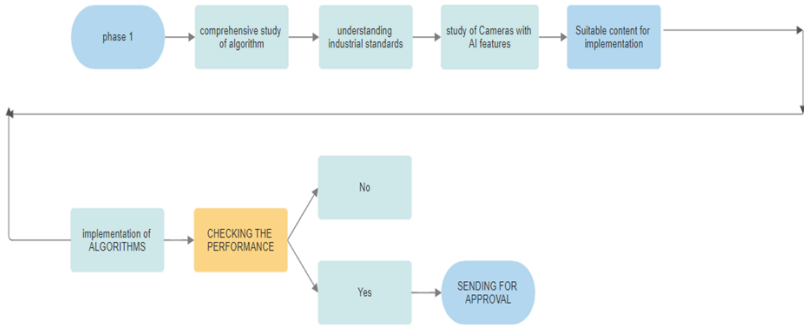 phase 1
comprehensive study
of algorithm
understanding
industrial standards
study of Cameras with
AI features
Suitable content for
implementation
No
implementation of
ALGORITHMS
CHECKING THE
PERFORMANCE
Yes
SENDING FOR
APPROVAL